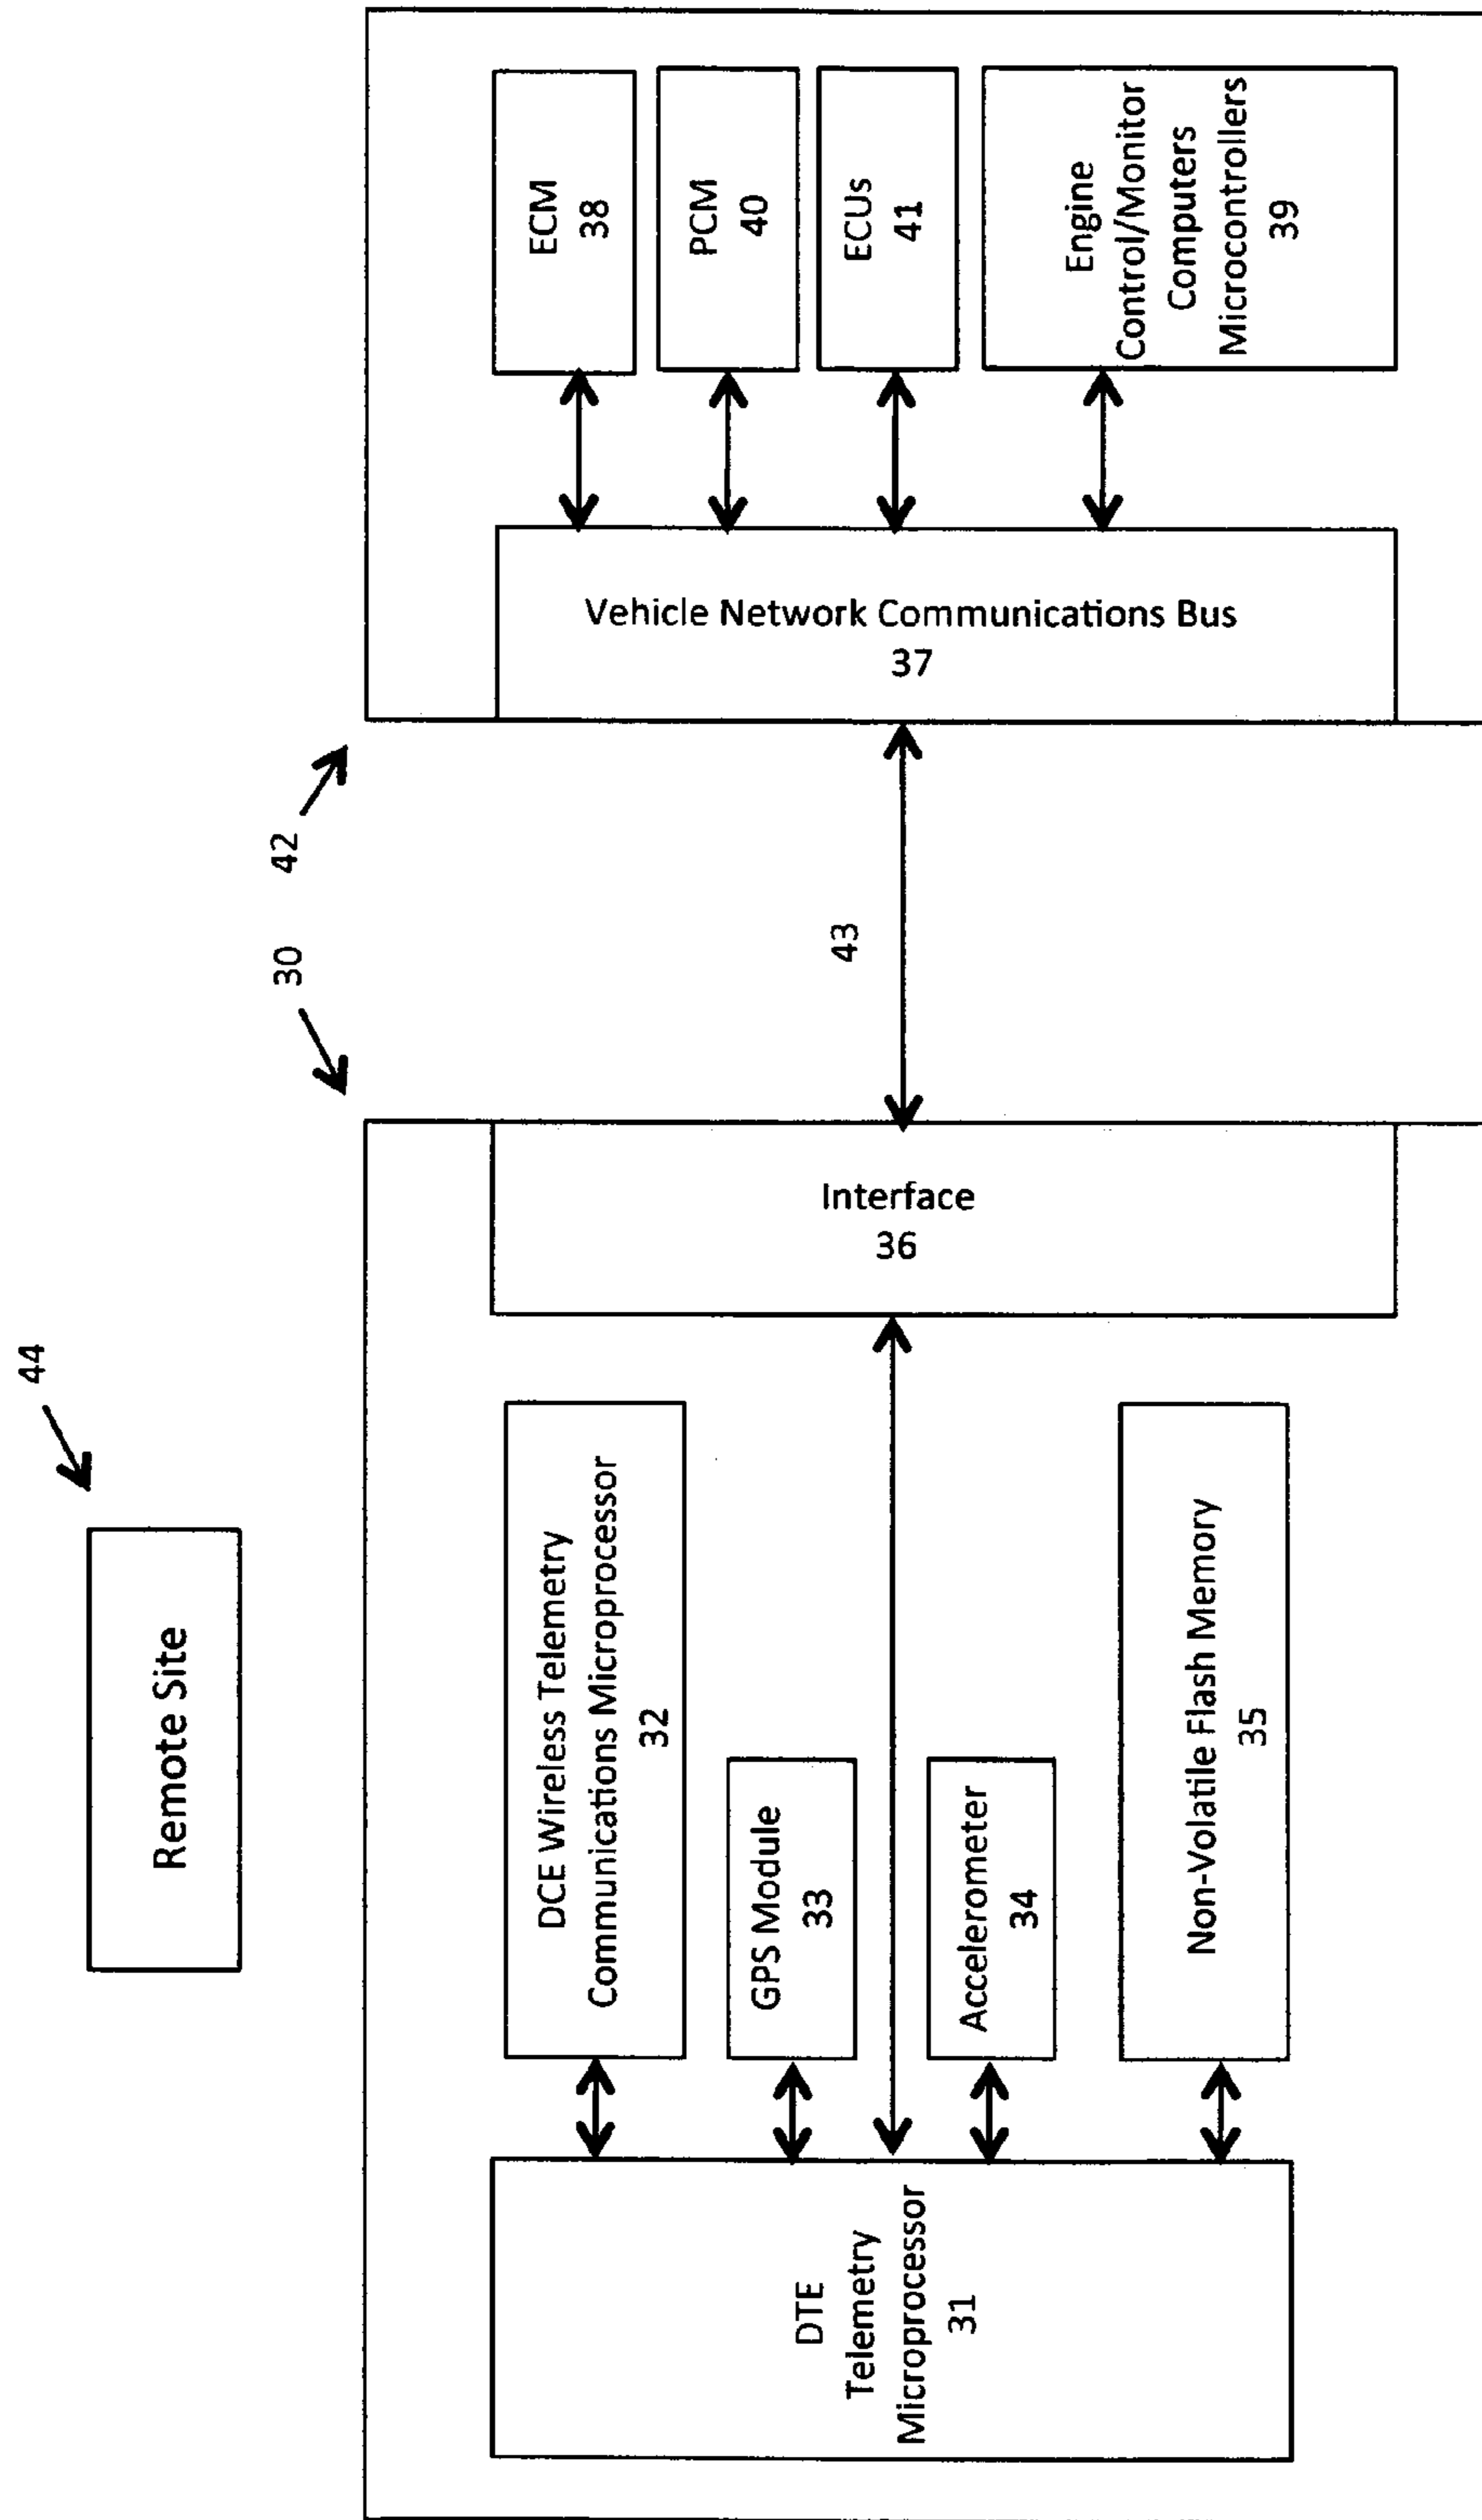 44
Remote Site
30
42
DTE
Telemetry
Microprocessor
31
DCE Wireless Telemetry
Communications Microprocessor
32
GPS Module
33
Accelerometer
34
Non-Volatile Flash Memory
35
Interface
36
43
Vehicle Network Communications Bus
37
ECM
38
PCM
40
ECUs
41
Engine
Control/Monitor
Computers
Microcontrollers
39